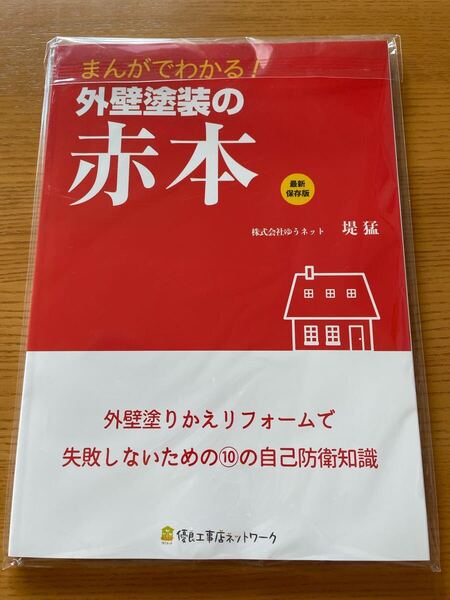 まんがでわかる!
外壁塗装の
赤本
最新
保存版
株式会社ゆうネット 堤 猛
外壁塗りかえリフォームで
失敗しないための⑩の自己防衛知識
優良工事店ネットワーク